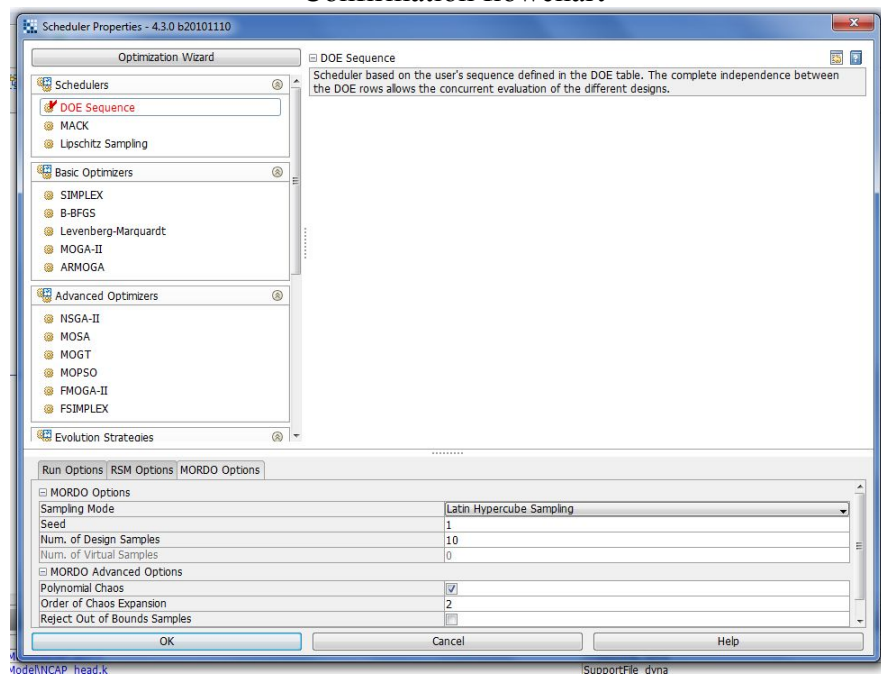 Scheduler Properties - 4.3.0 b20101110
Optimization Wizard
DOE Sequence
Scheduler based on the user's sequence defined in the DOE table. The complete independence between
the DOE rows allows the concurrent evaluation of the different designs.
Schedulers
DOE Sequence
MACK
Lipschitz Sampling
Basic Optimizers
SIMPLEX
B-BFGS
Levenberg-Marquardt
MOGA-II
ARMOGA
Advanced Optimizers
NSGA-II
MOSA
MOGT
MOPSO
FMOGA-II
FSIMPLEX
Evolution Strategies
Run Options RSM Options MORDO Options
MORDO Options
Sampling Mode Latin Hypercube Sampling
Seed 1
Num. of Design Samples 10
Num. of Virtual Samples 0
MORDO Advanced Options
Polynomial Chaos
Order of Chaos Expansion 2
Reject Out of Bounds Samples
OK Cancel Help
Model\NCAP_head.k SupportFile_dyna